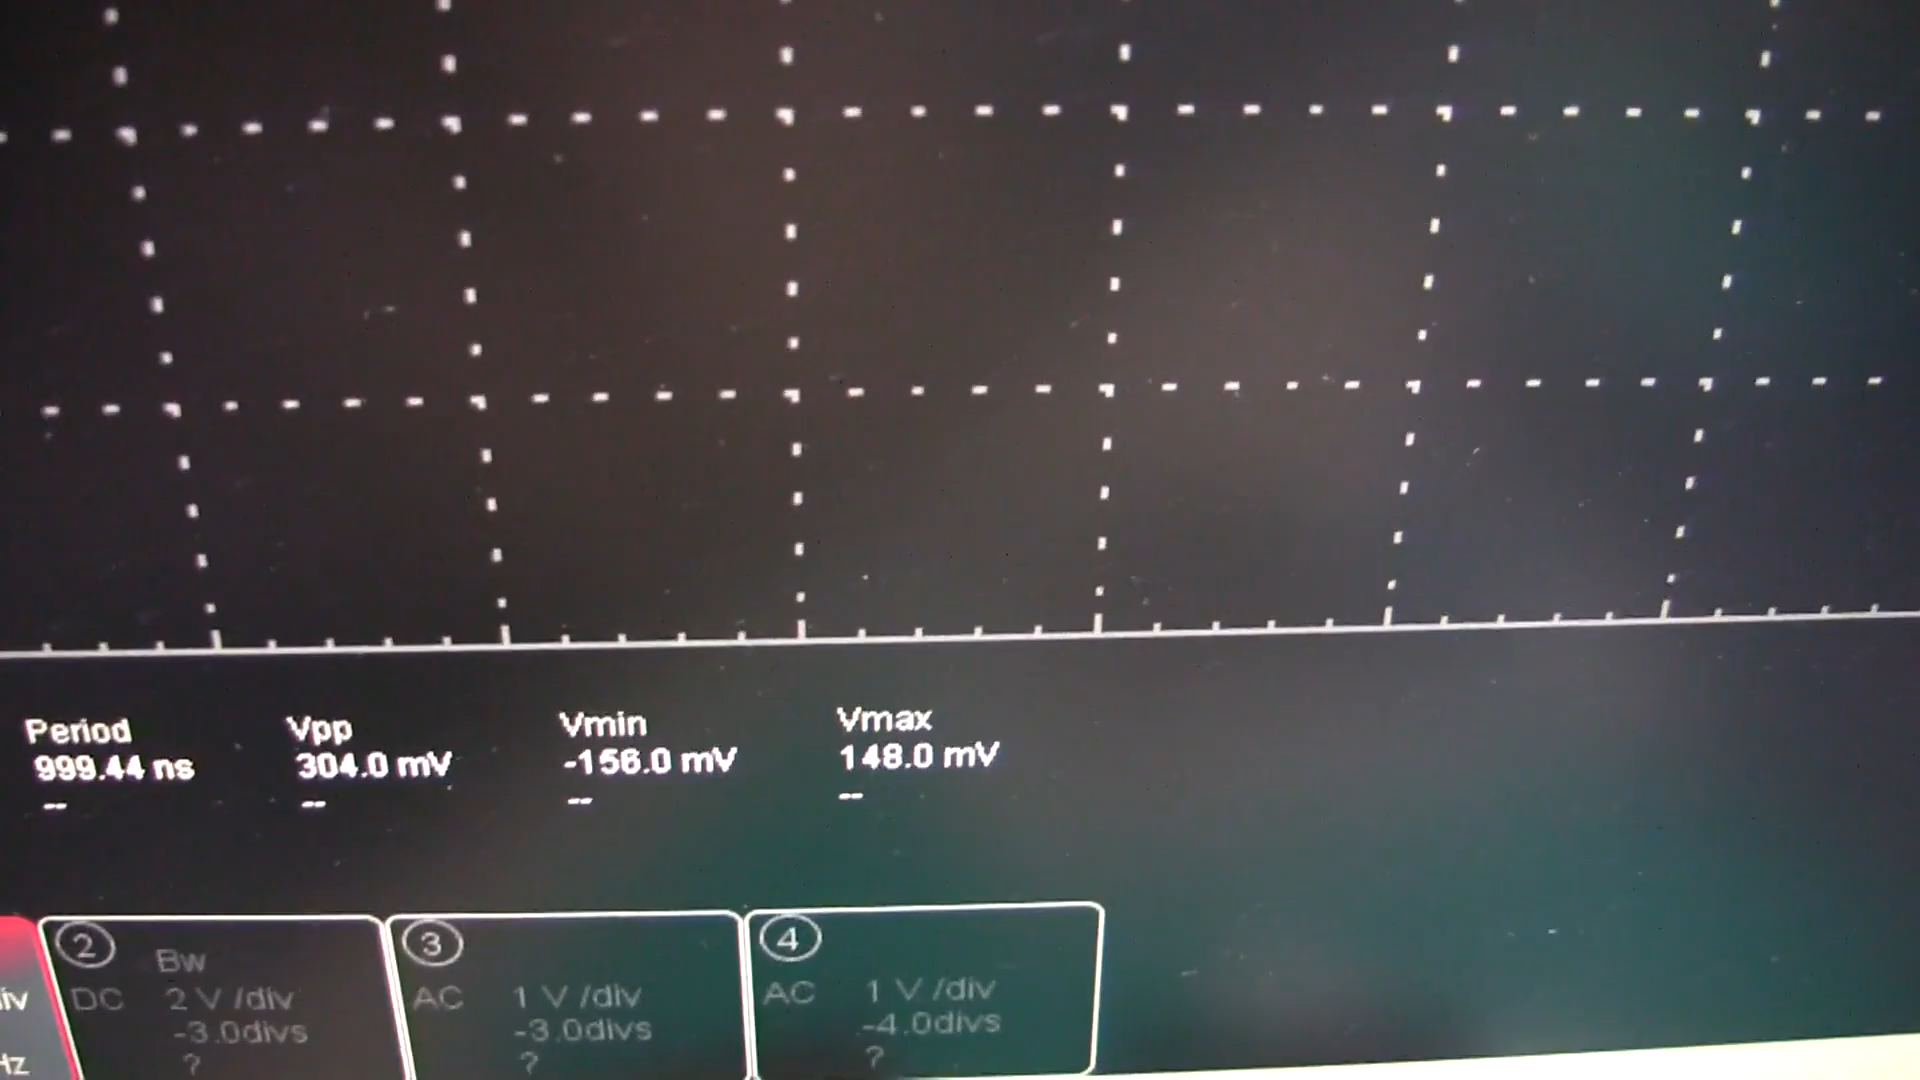 Period Vpp Vmin Vmax
999.44 ns 304.0 mV -156.0 mV 148.0 mV
-- -- -- --
2 Bw
DC 2 V /div
-3.0divs
?
3
AC 1 V /div
-3.0divs
?
4
AC 1 V /div
-4.0divs
?